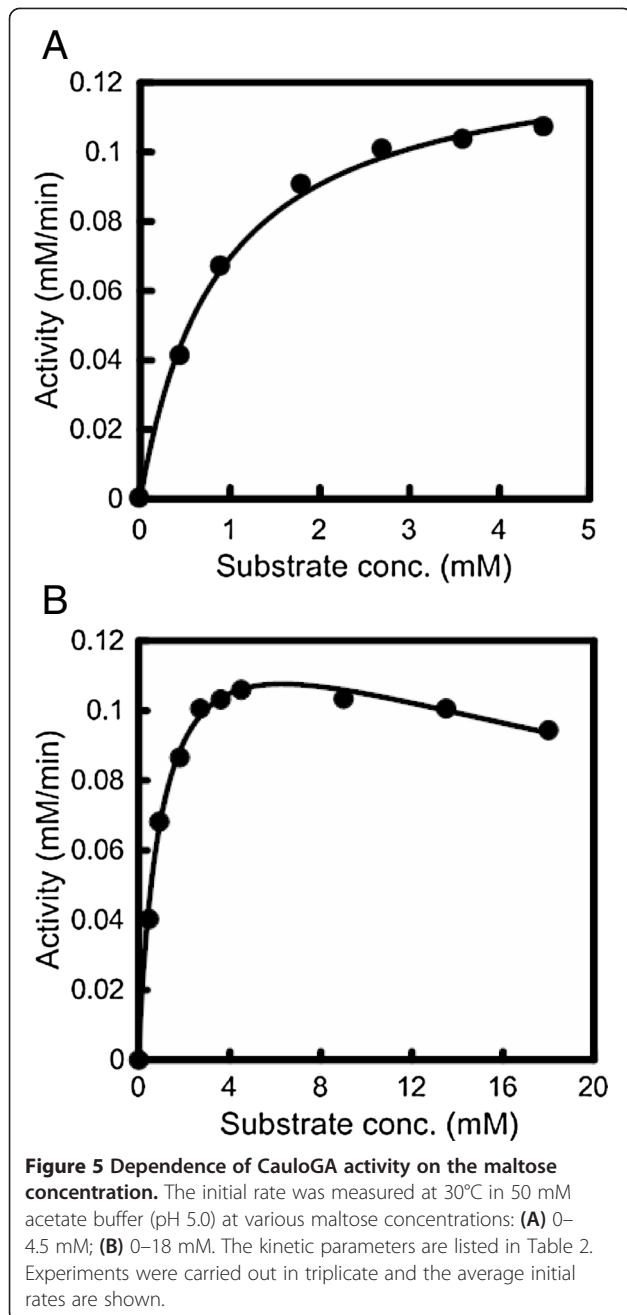 A
0.12
0.1
0.08
0.06
0.04
0.02
0
Activity (mM/min)
0 1 2 3 4 5
Substrate conc. (mM)
B
0.12
0.1
0.08
0.06
0.04
0.02
0
Activity (mM/min)
0 4 8 12 16 20
Substrate conc. (mM)
Figure 5 Dependence of CauloGA activity on the maltose
concentration. The initial rate was measured at 30°C in 50 mM
acetate buffer (pH 5.0) at various maltose concentrations: (A) 0–
4.5 mM; (B) 0–18 mM. The kinetic parameters are listed in Table 2.
Experiments were carried out in triplicate and the average initial
rates are shown.